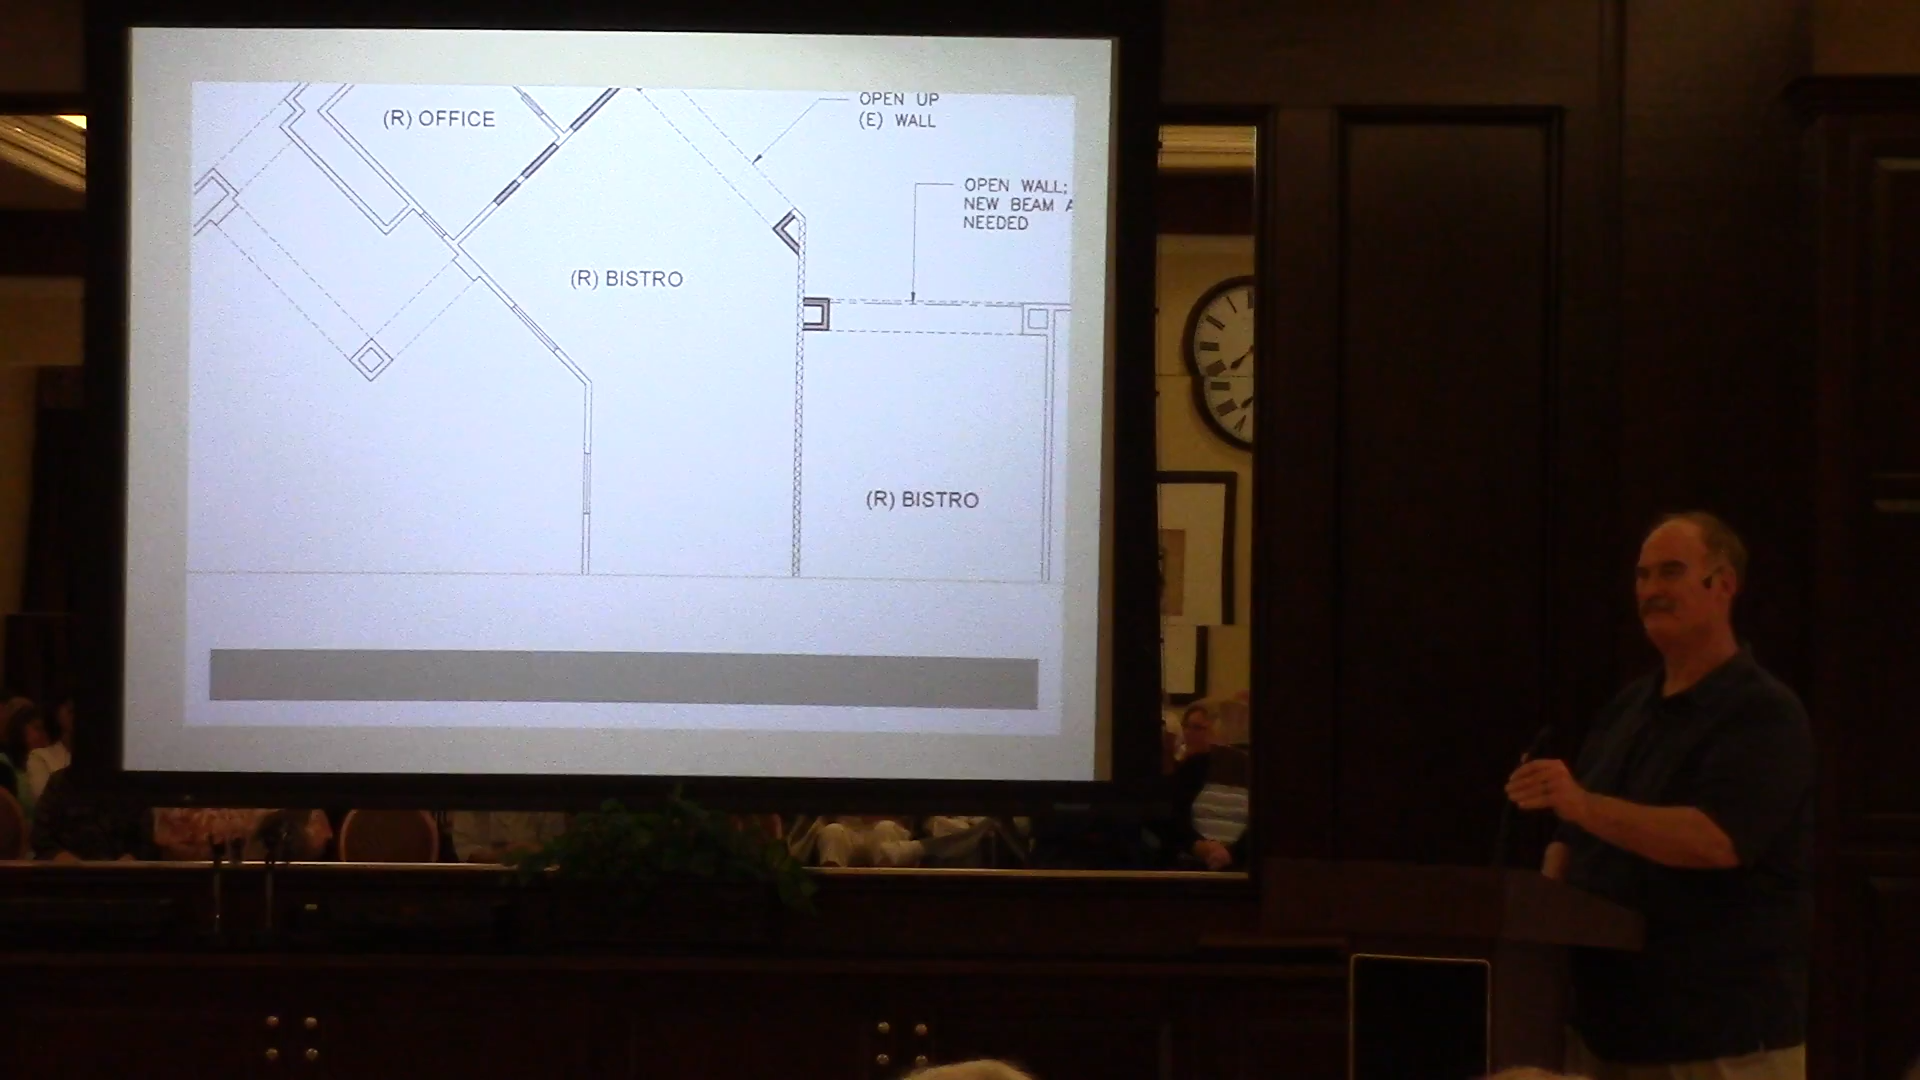 (R) OFFICE
OPEN UP
(E) WALL
OPEN WALL;
NEW BEAM A
NEEDED
(R) BISTRO
(R) BISTRO